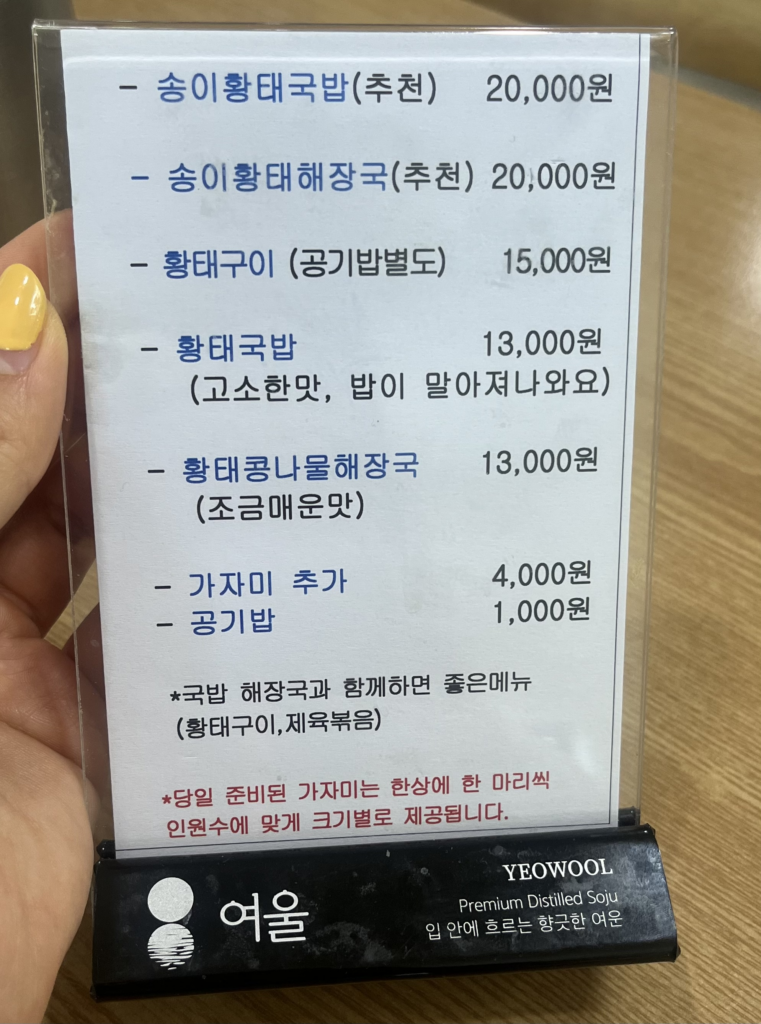 - 송이황태국밥(추천) 20,000원
- 송이황태해장국(추천) 20,000원
- 황태구이 (공기밥별도) 15,000원
- 황태국밥 13,000원
(고소한맛, 밥이 말아져나와요)
- 황태콩나물해장국 13,000원
(조금매운맛)
- 가자미 추가 4,000원
- 공기밥 1,000원
*국밥 해장국과 함께하면 좋은메뉴
(황태구이,제육볶음)
*당일 준비된 가자미는 한상에 한 마리씩
인원수에 맞게 크기별로 제공됩니다.
여울
YEOWOOL
Premium Distilled Soju
입 안에 흐르는 향긋한 여운